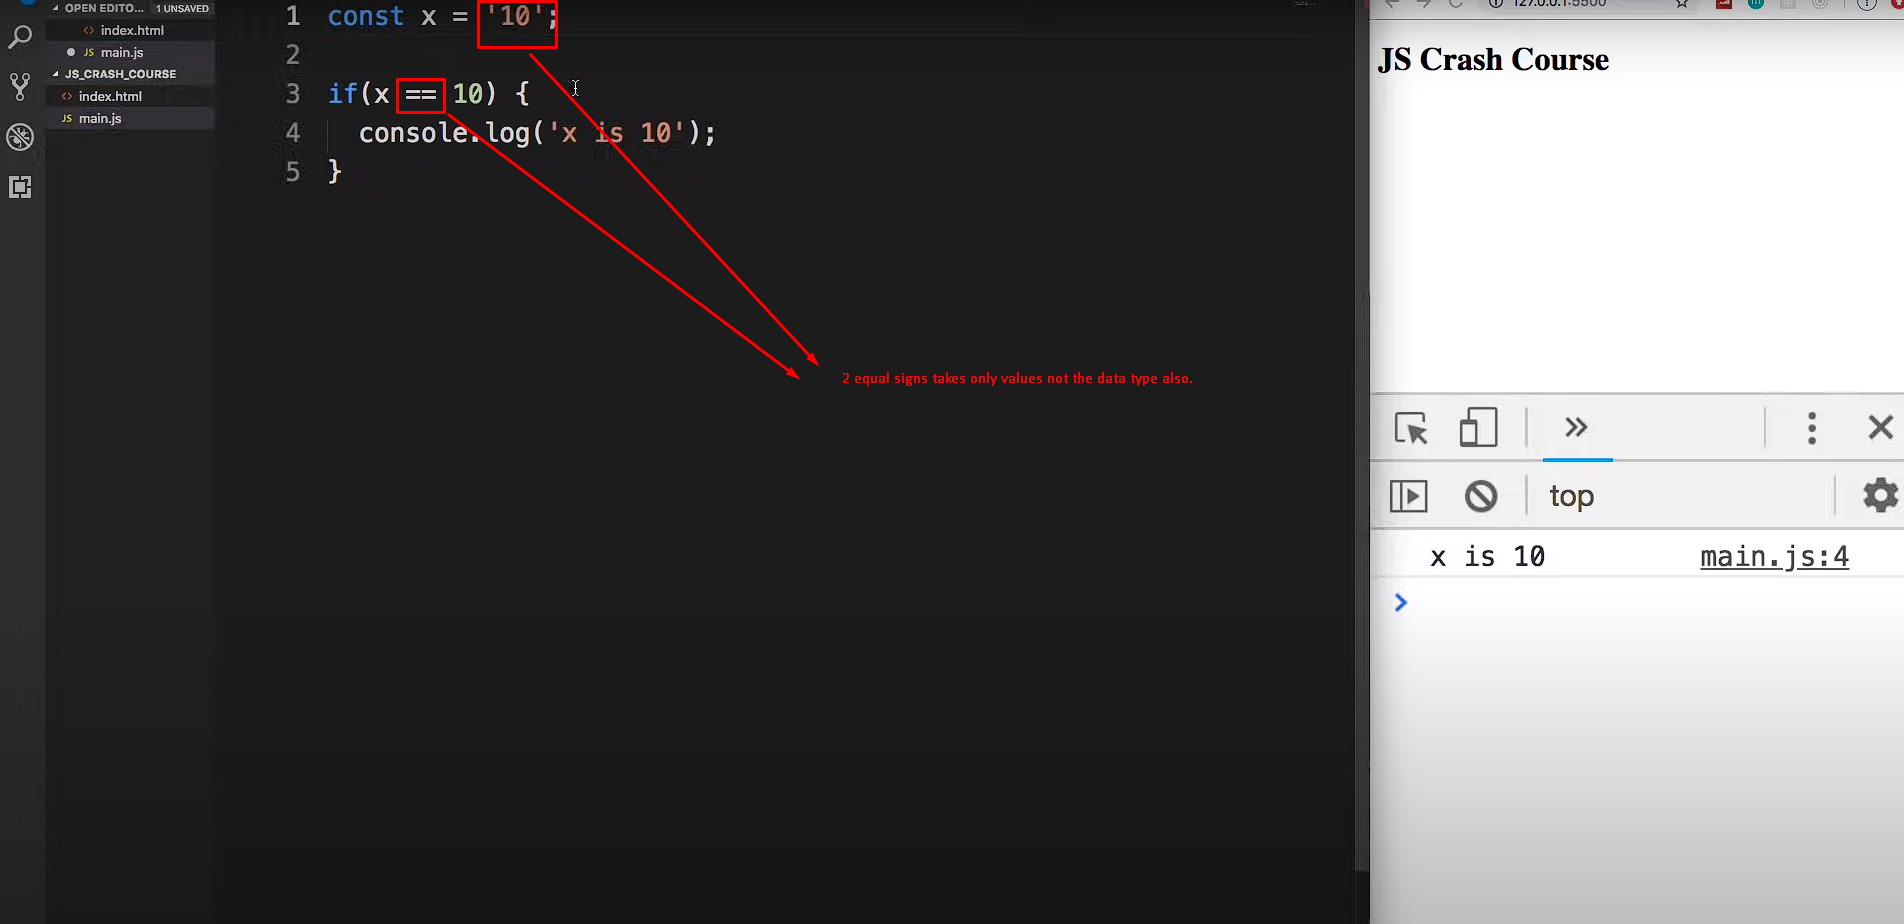 OPEN EDITO... 1 UNSAVED
index.html
main.js
JS_CRASH_COURSE
index.html
main.js
1 const x = '10';
2
3 if(x == 10) {
4 console.log('x is 10');
5 }
2 equal signs takes only values not the data type also.
127.0.0.1:5500
JS Crash Course
top
x is 10 main.js:4